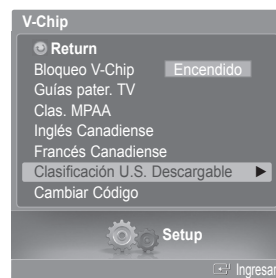 V-Chip
Return
Bloqueo V-Chip Encendido
Guías pater. TV
Clas. MPAA
Inglés Canadiense
Francés Canadiense
Clasificación U.S. Descargable
Cambiar Código
Setup
Ingresar